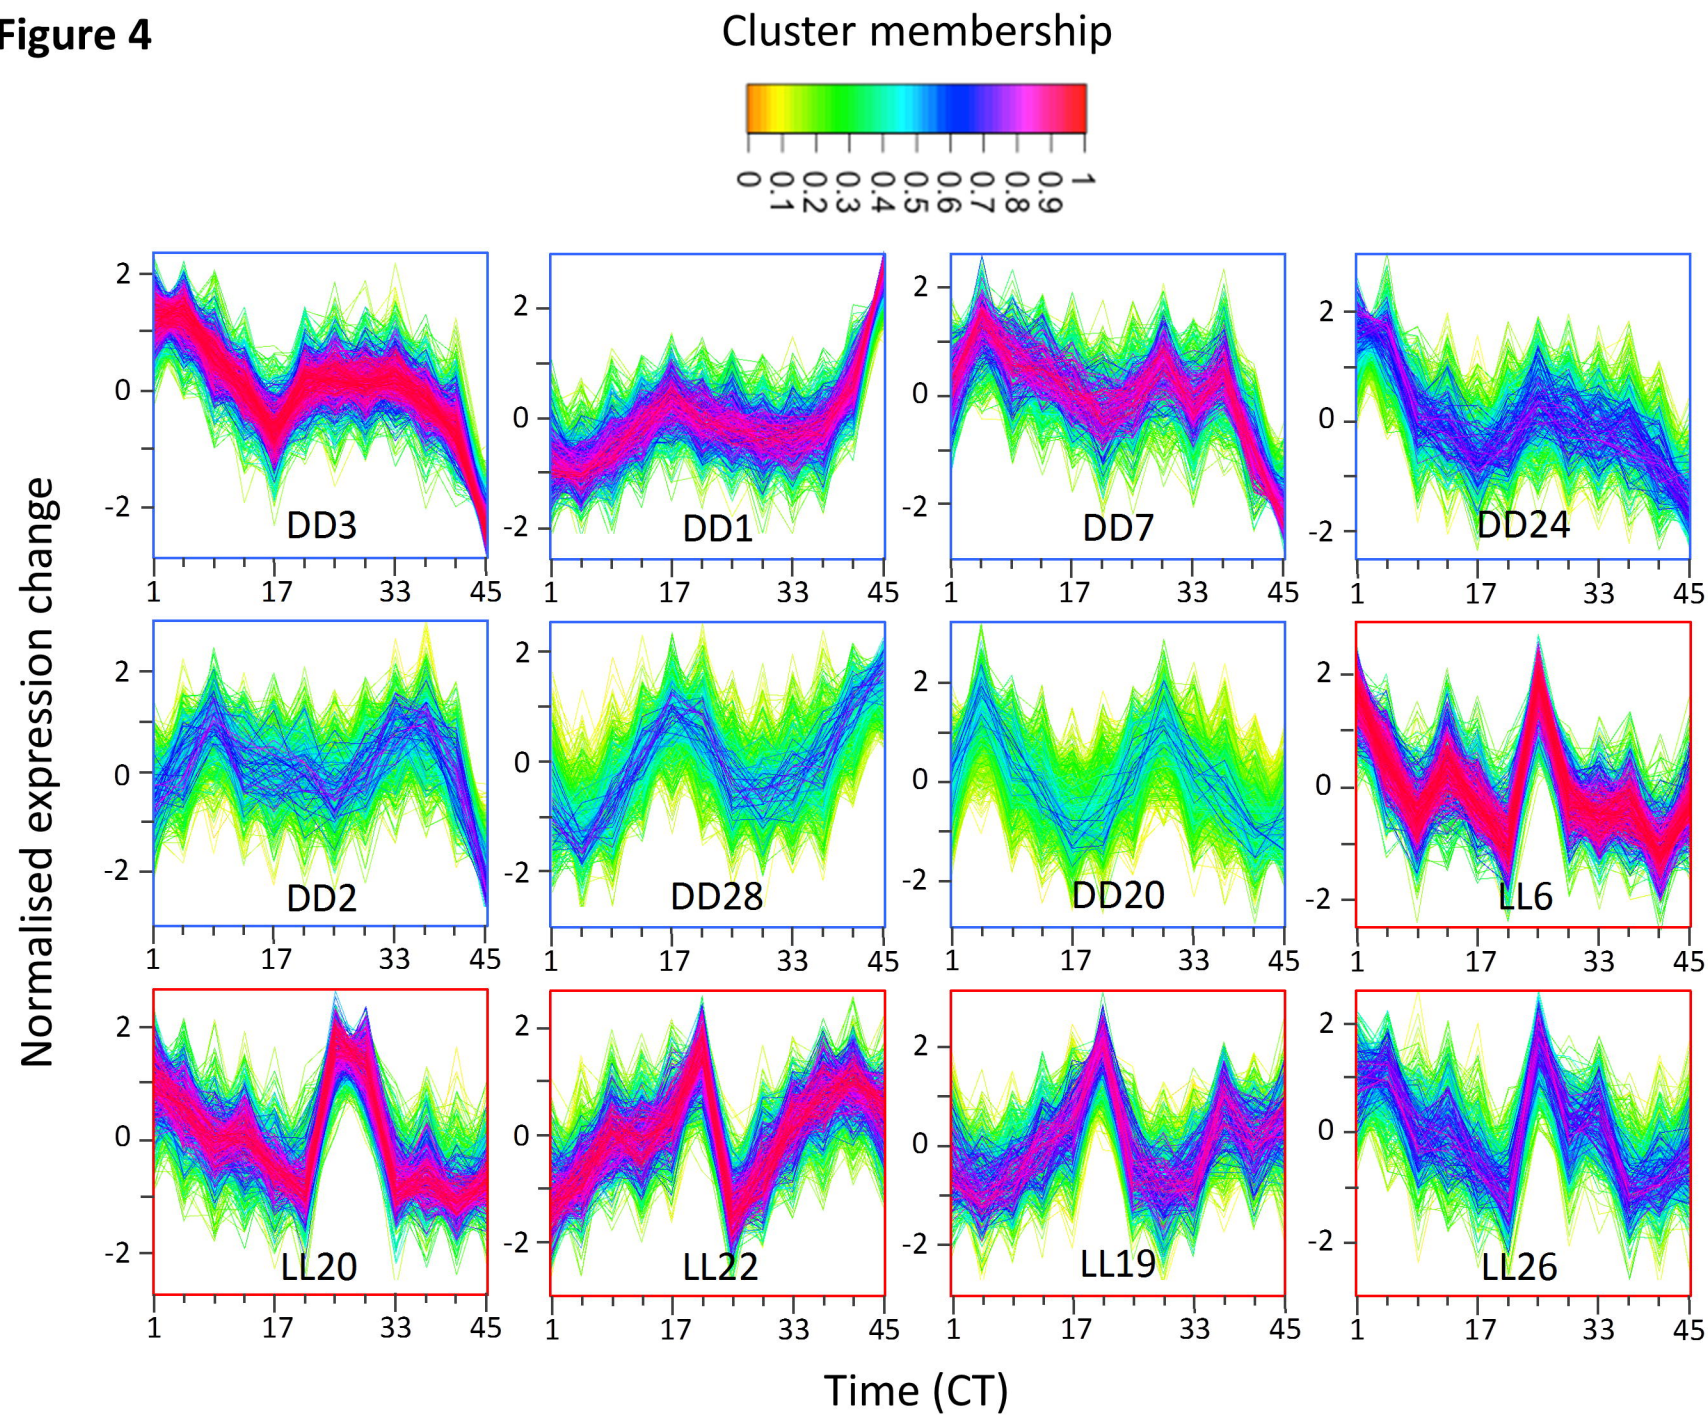 Figure 4
Cluster membership
0 0.1 0.2 0.3 0.4 0.5 0.6 0.7 0.8 0.9 1
Normalised expression change
2 0 -2
DD3
1 17 33 45
2 0 -2
DD1
1 17 33 45
2 0 -2
DD7
1 17 33 45
2 0 -2
DD24
1 17 33 45
2 0 -2
DD2
1 17 33 45
2 0 -2
DD28
1 17 33 45
2 0 -2
DD20
1 17 33 45
2 0 -2
LL6
1 17 33 45
2 0 -2
LL20
1 17 33 45
2 0 -2
LL22
1 17 33 45
2 0 -2
LL19
1 17 33 45
2 0 -2
LL26
1 17 33 45
Time (CT)